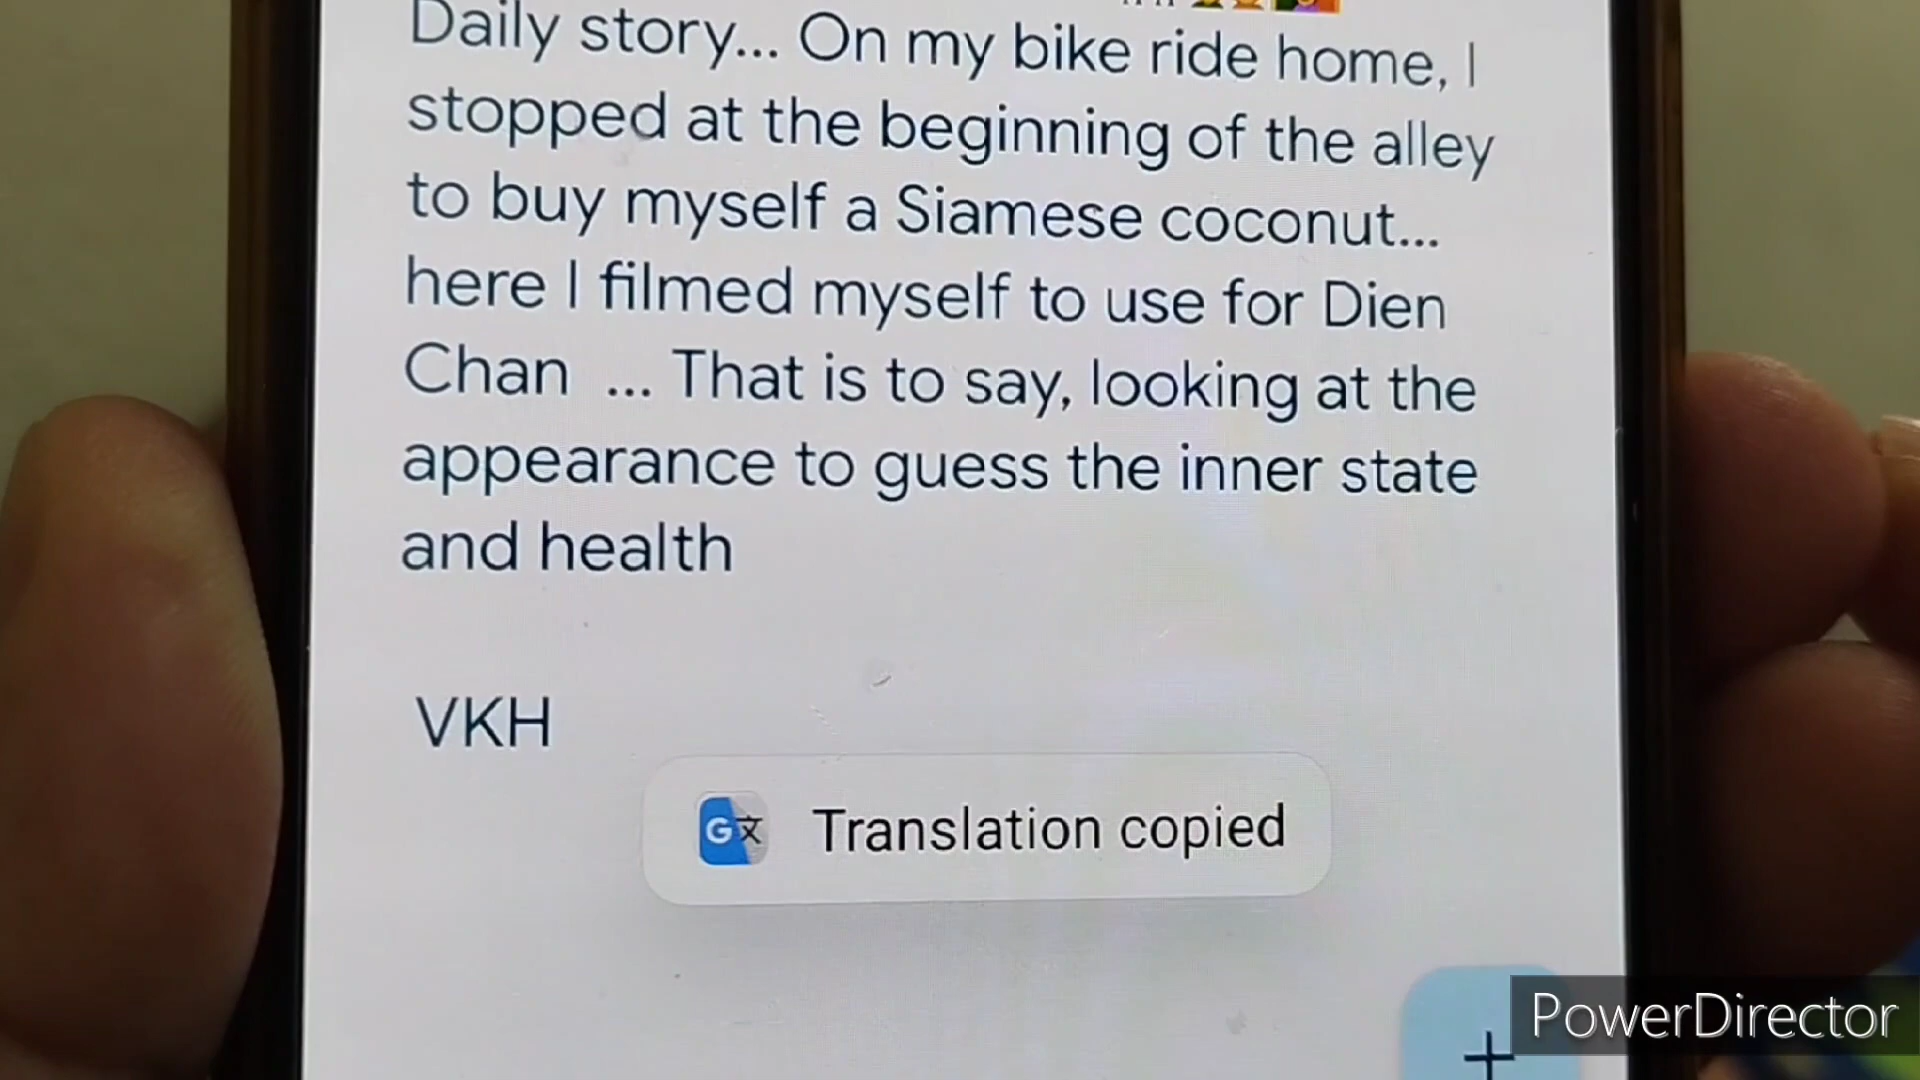 Daily story... On my bike ride home, I
stopped at the beginning of the alley
to buy myself a Siamese coconut...
here I filmed myself to use for Dien
Chan ... That is to say, looking at the
appearance to guess the inner state
and health
VKH
G文 Translation copied
+
PowerDirector